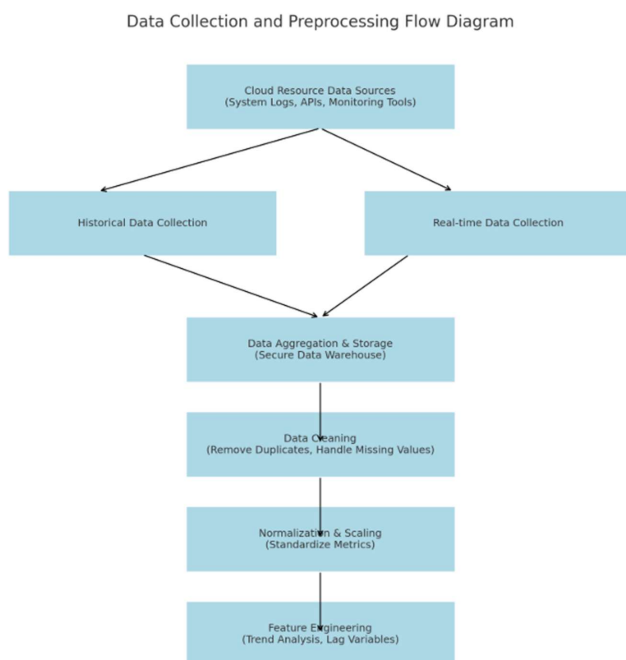 Data Collection and Preprocessing Flow Diagram
Cloud Resource Data Sources
(System Logs, APIs, Monitoring Tools)
Historical Data Collection
Real-time Data Collection
Data Aggregation & Storage
(Secure Data Warehouse)
Data Cleaning
(Remove Duplicates, Handle Missing Values)
Normalization & Scaling
(Standardize Metrics)
Feature Engineering
(Trend Analysis, Lag Variables)